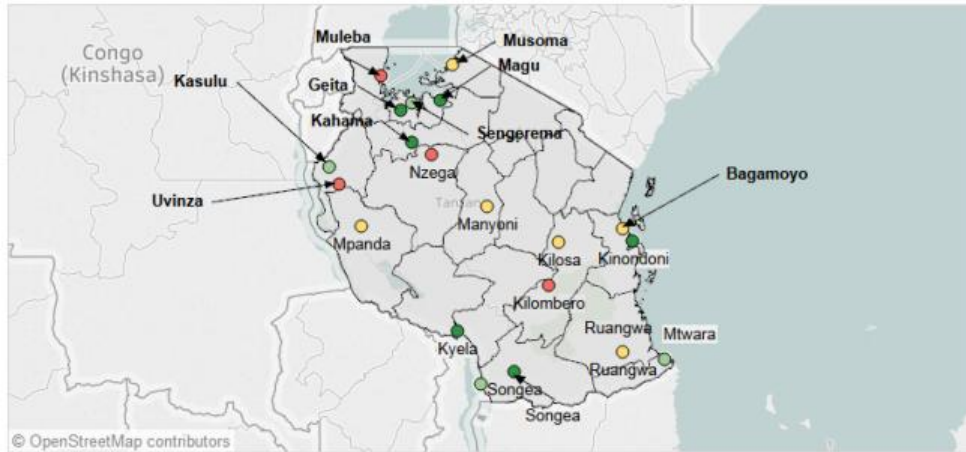 Congo
(Kinshasa)
Muleba
Musoma
Kasulu
Geita
Magu
Kahama
Sengerema
Nzega
Bagamoyo
Uvinza
Manyoni
Mpanda
Kilosa
Kinondoni
Kilombero
Ruangwa
Mtwara
Kyela
Ruangwa
Songea
Songea
© OpenStreetMap contributors